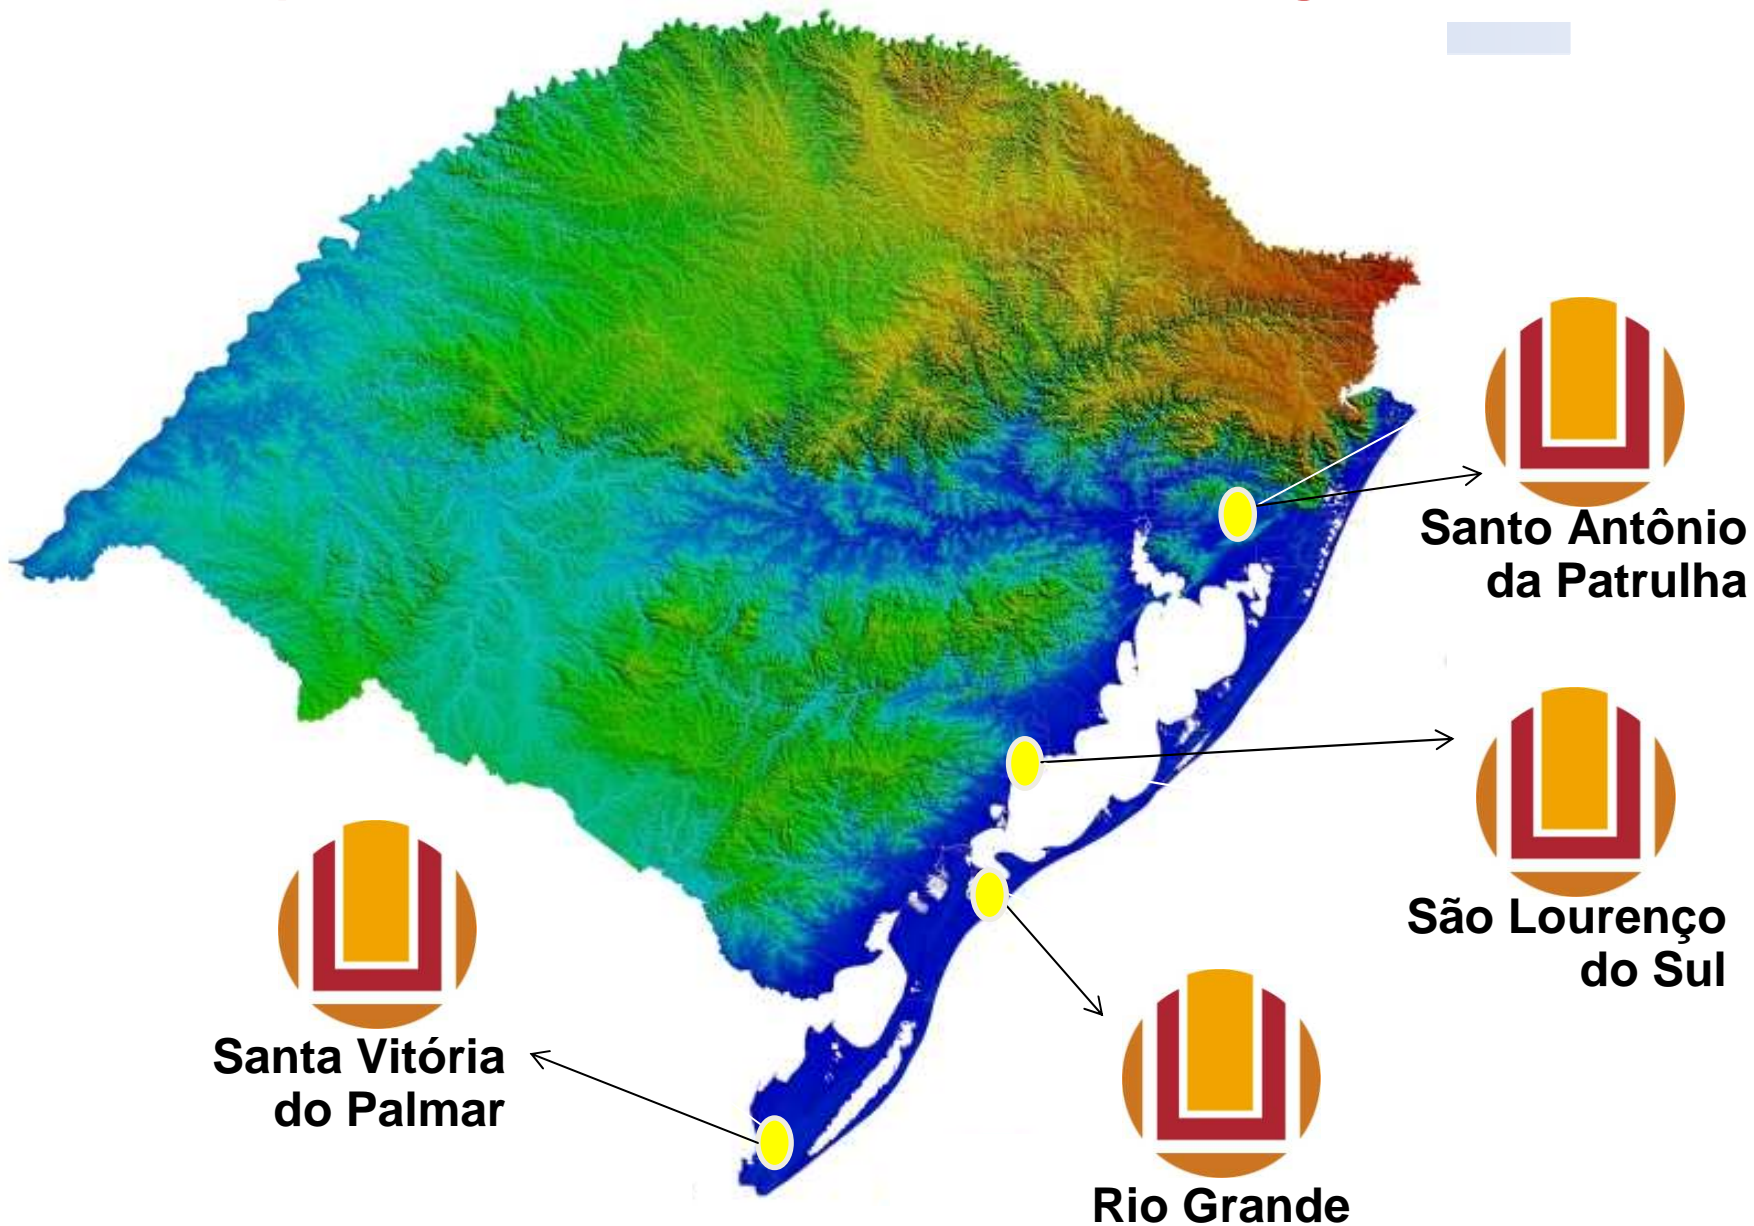 Santo Antônio
da Patrulha
São Lourenço
do Sul
Santa Vitória
do Palmar
Rio Grande